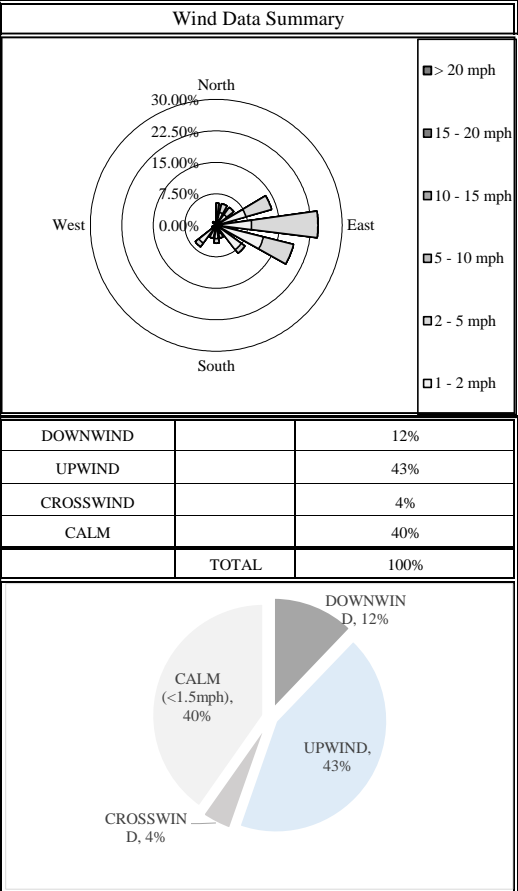 Wind Data Summary
North
30.00%
22.50%
15.00%
7.50%
0.00%
West
East
South
> 20 mph
15 - 20 mph
10 - 15 mph
5 - 10 mph
2 - 5 mph
1 - 2 mph
DOWNWIND 12%
UPWIND 43%
CROSSWIND 4%
CALM 40%
TOTAL 100%
DOWNWIN
D, 12%
CALM
(<1.5mph),
40%
UPWIND,
43%
CROSSWIN
D, 4%